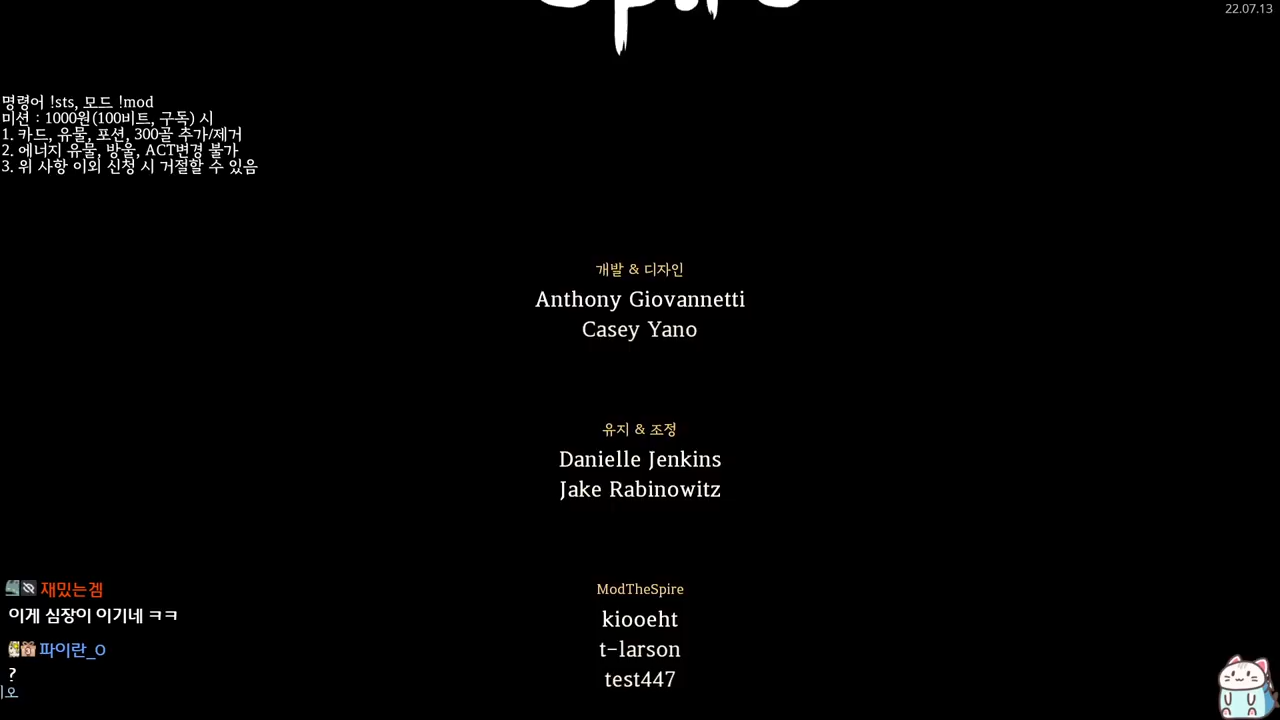 Spire
22.07.13
명령어 !sts, 모드 !mod
미션 : 1000원(100비트, 구독) 시
1. 카드, 유물, 포션, 300골 추가/제거
2. 에너지 유물, 방울, ACT변경 불가
3. 위 사항 이외 신청 시 거절할 수 있음
개발 & 디자인
Anthony Giovannetti
Casey Yano
유지 & 조정
Danielle Jenkins
Jake Rabinowitz
ModTheSpire
kiooeht
t-larson
test447
재밌는겜
이게 심장이 이기네 ㅋㅋ
파이란_O
?